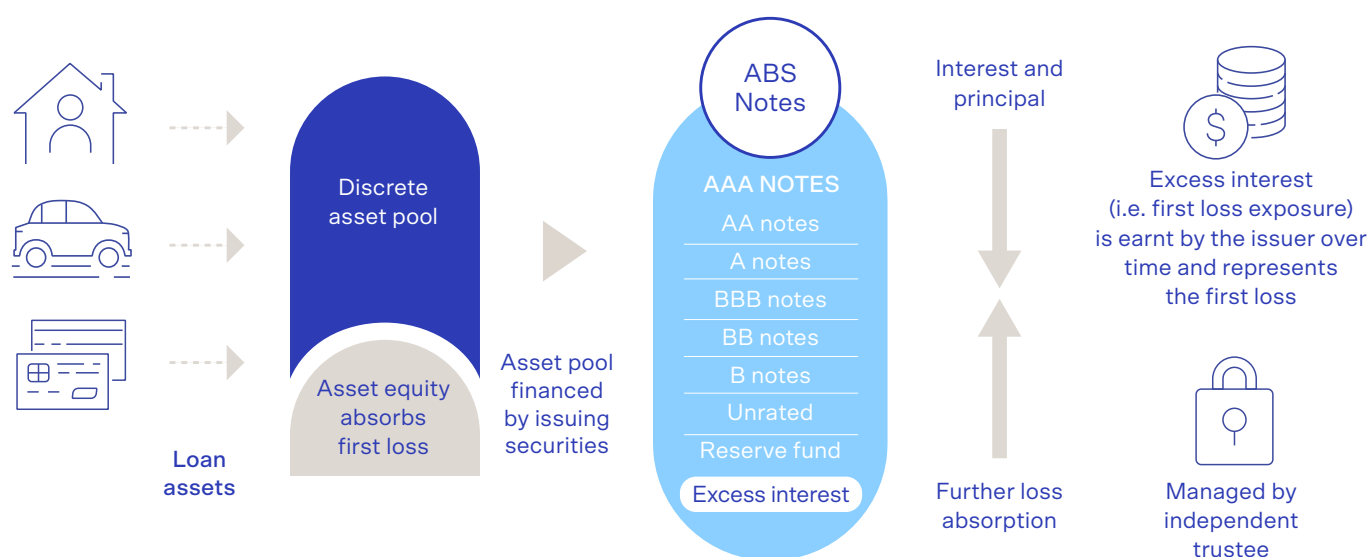 Loan
assets
Discrete
asset pool
Asset equity
absorbs
first loss
Asset pool
financed
by issuing
securities
ABS
Notes
AAA NOTES
AA notes
A notes
BBB notes
BB notes
B notes
Unrated
Reserve fund
Excess interest
Interest and
principal
Further loss
absorption
$
Excess interest
(i.e. first loss exposure)
is earnt by the issuer over
time and represents
the first loss
Managed by
independent
trustee